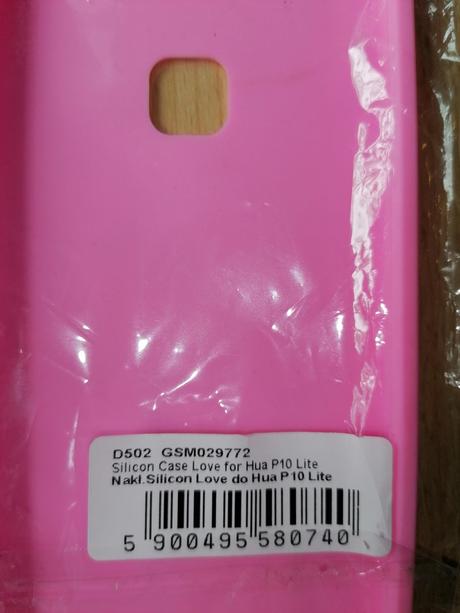 D502 GSM029772
Silicon Case Love for Hua P10 Lite
Nakl.Silicon Love do Hua P10 Lite
5 900495 580740